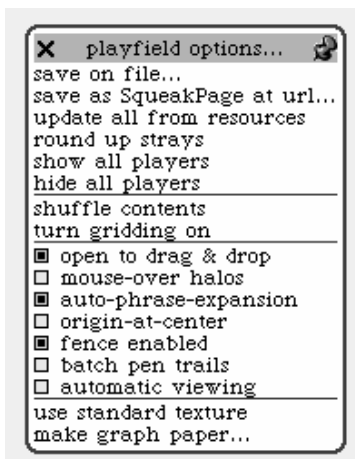 playfield options...
save on file...
save as SqueakPage at url...
update all from resources
round up strays
show all players
hide all players
shuffle contents
turn gridding on
open to drag & drop
mouse-over halos
auto-phrase-expansion
origin-at-center
fence enabled
batch pen trails
automatic viewing
use standard texture
make graph paper...